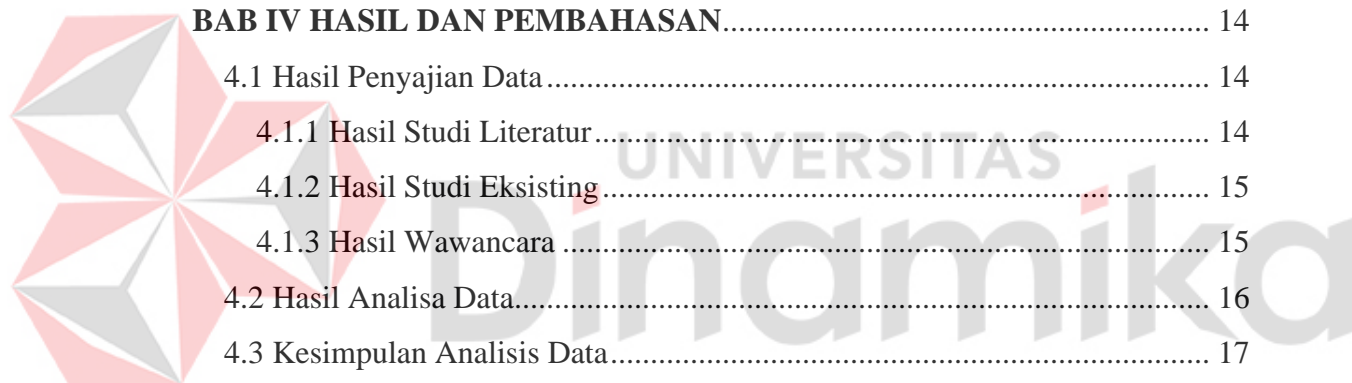 BAB IV HASIL DAN PEMBAHASAN.......................................................... 14
4.1 Hasil Penyajian Data............................................................................... 14
4.1.1 Hasil Studi Literatur......................................................................... 14
4.1.2 Hasil Studi Eksisting........................................................................ 15
4.1.3 Hasil Wawancara ............................................................................. 15
4.2 Hasil Analisa Data................................................................................... 16
4.3 Kesimpulan Analisis Data........................................................................... 17
UNIVERSITAS
Dinamika